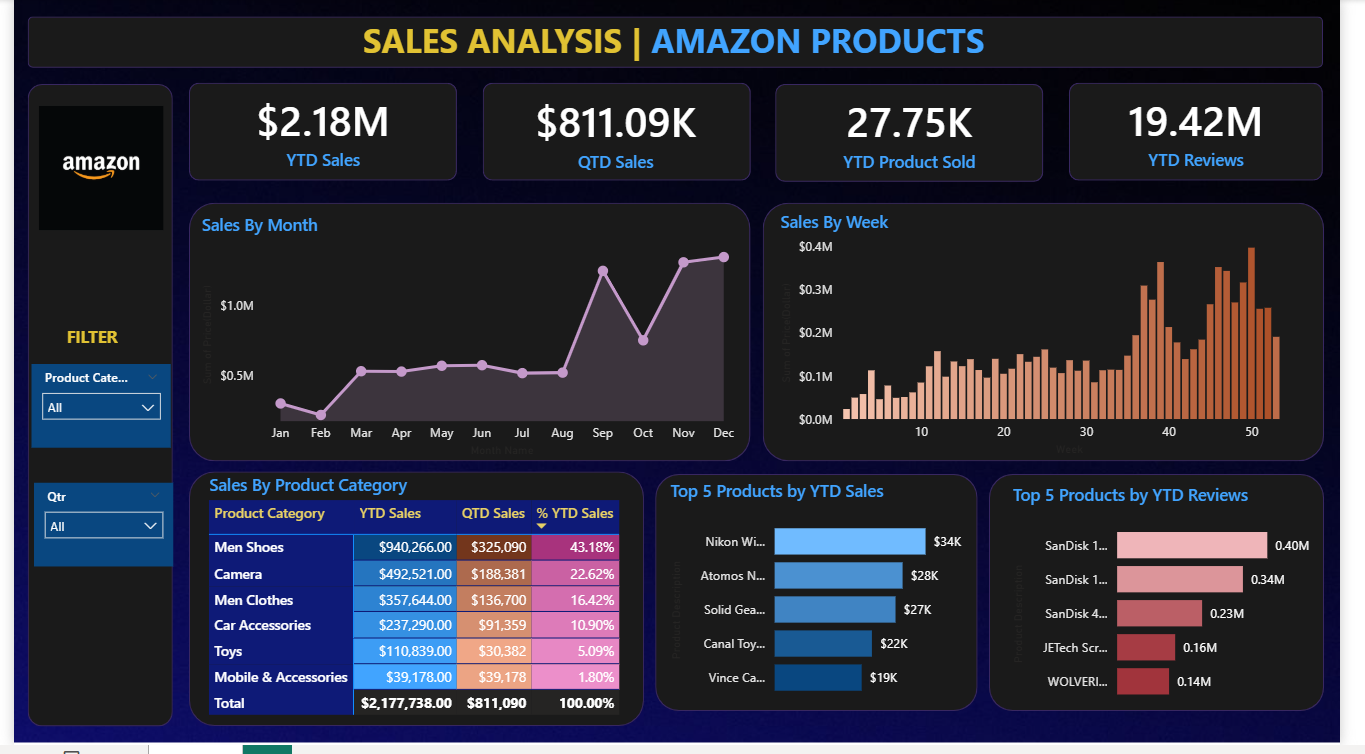 SALES ANALYSIS | AMAZON PRODUCTS
amazon
FILTER
Product Cate...
All
Qtr
All
$2.18M
YTD Sales
$811.09K
QTD Sales
27.75K
YTD Product Sold
19.42M
YTD Reviews
Sales By Month
$1.0M
$0.5M
Jan Feb Mar Apr May Jun Jul Aug Sep Oct Nov Dec
Month Name
Sales By Week
$0.4M
$0.3M
$0.2M
$0.1M
$0.0M
10 20 30 40 50
Week
Sales By Product Category
Product Category YTD Sales QTD Sales % YTD Sales
Men Shoes $940,266.00 $325,090 43.18%
Camera $492,521.00 $188,381 22.62%
Men Clothes $357,644.00 $136,700 16.42%
Car Accessories $237,290.00 $91,359 10.90%
Toys $110,839.00 $30,382 5.09%
Mobile & Accessories $39,178.00 $39,178 1.80%
Total $2,177,738.00 $811,090 100.00%
Top 5 Products by YTD Sales
Product Description
Nikon Wi... $34K
Atomos N... $28K
Solid Gea... $27K
Canal Toy... $22K
Vince Ca... $19K
Top 5 Products by YTD Reviews
Product Description
SanDisk 1... 0.40M
SanDisk 1... 0.34M
SanDisk 4... 0.23M
JETech Scr... 0.16M
WOLVERI... 0.14M